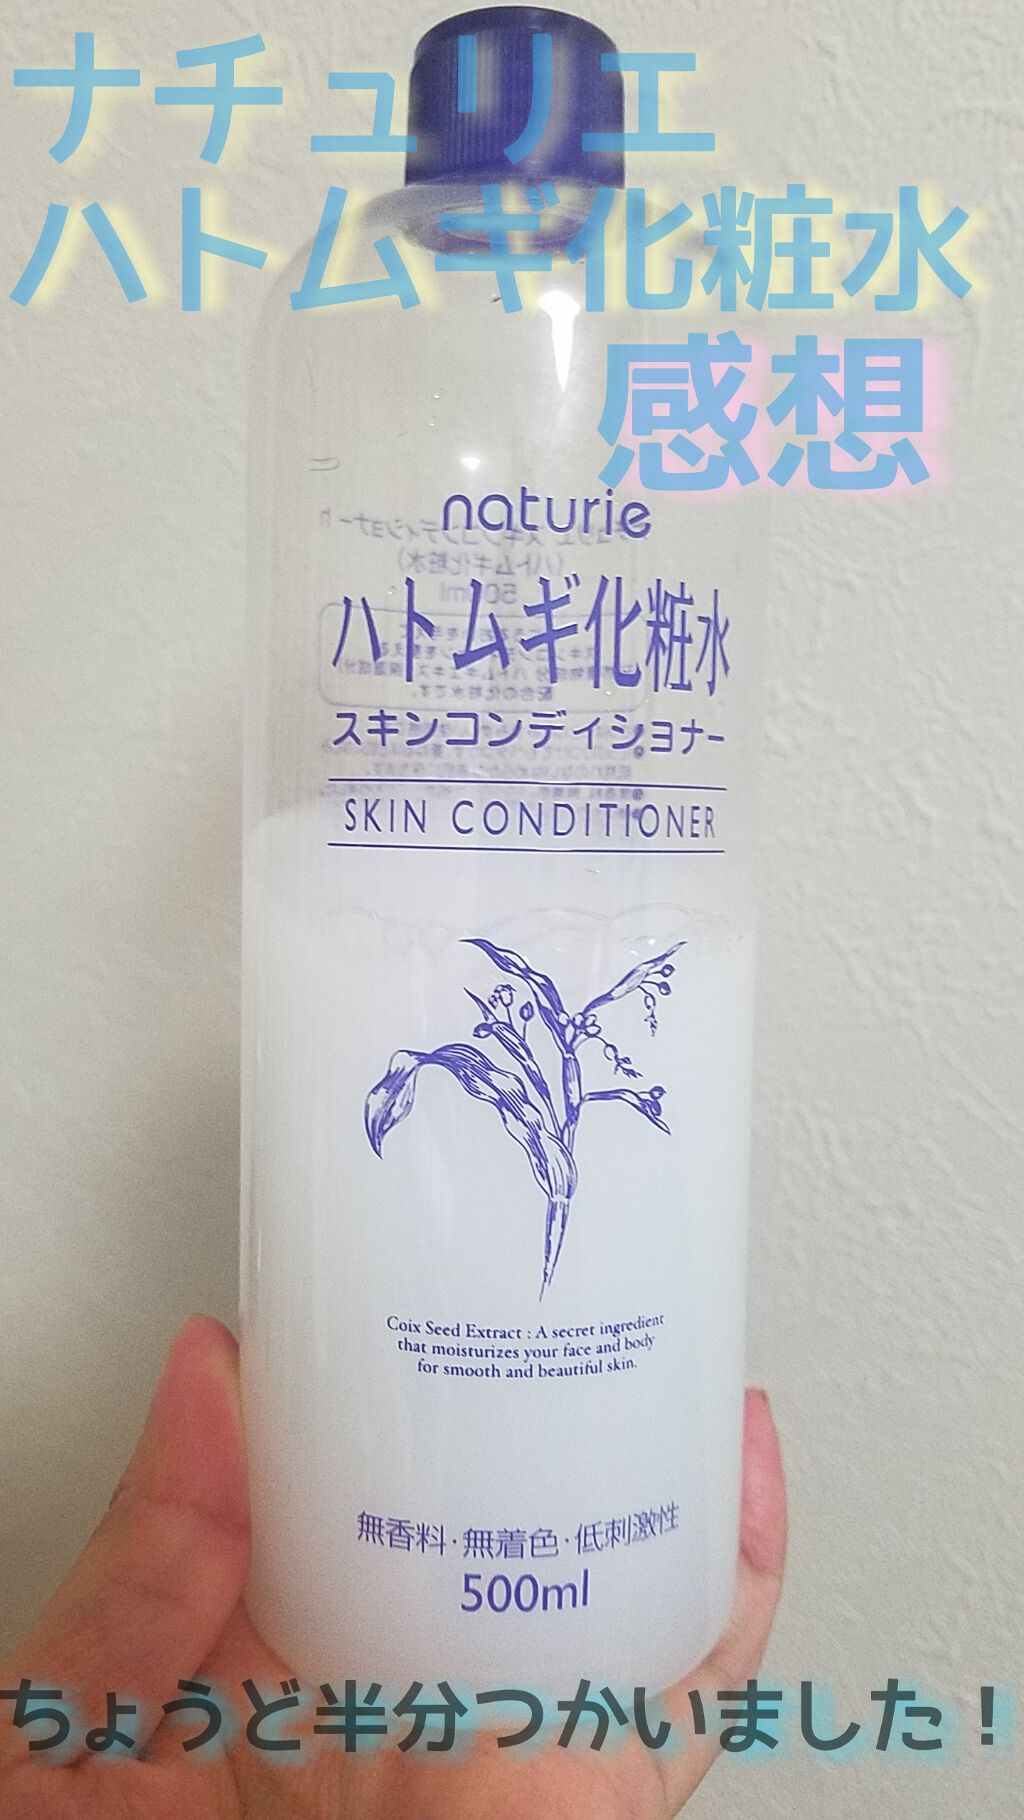 ナチュリエ
ハトムギ化粧水
感想
naturie
ハトムギ化粧水
スキンコンディショナー
SKIN CONDITIONER
Coix Seed Extract : A secret ingredient
that moisturizes your face and body
for smooth and beautiful skin.
無香料・無着色・低刺激性
500ml
ちょうど半分つかいました！